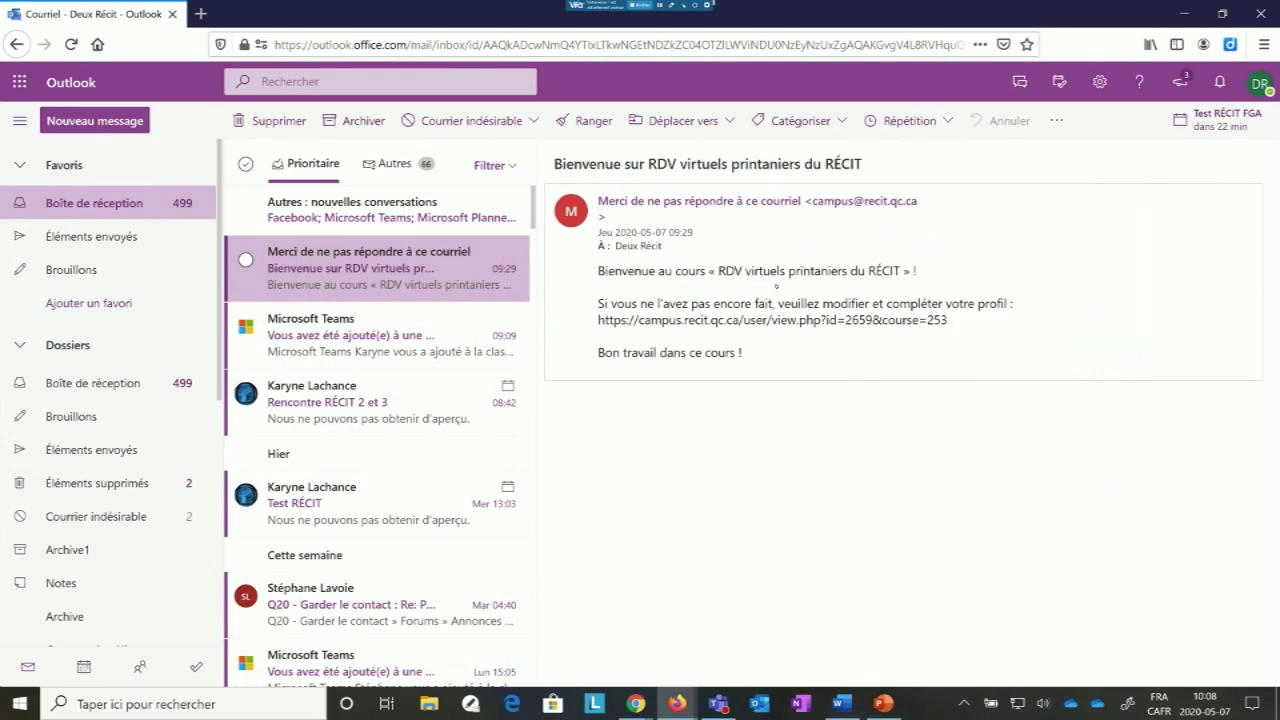 Courriel - Deux Récit - Outlook
https://outlook.office.com/mail/inbox/id/
Outlook
Rechercher
3
DR
Nouveau message
Supprimer
Archiver
Courrier indésirable
Ranger
Déplacer vers
Catégoriser
Répétition
Annuler
Test RÉCIT FGA
dans 22 min
Favoris
Boîte de réception 499
Éléments envoyés
Brouillons
Ajouter un favori
Dossiers
Boîte de réception 499
Brouillons
Éléments envoyés
Éléments supprimés 2
Courrier indésirable 2
Archive1
Notes
Archive
Prioritaire
Autres 66
Filtrer
Autres : nouvelles conversations
Facebook; Microsoft Teams; Microsoft Planne...
Merci de ne pas répondre à ce courriel
Bienvenue sur RDV virtuels pr... 09:29
Bienvenue au cours « RDV virtuels printaniers ...
Microsoft Teams
Vous avez été ajouté(e) à une ... 09:09
Microsoft Teams Karyne vous a ajouté à la clas...
Karyne Lachance
Rencontre RÉCIT 2 et 3 08:42
Nous ne pouvons pas obtenir d'aperçu.
Hier
Karyne Lachance
Test RÉCIT Mer 13:03
Nous ne pouvons pas obtenir d'aperçu.
Cette semaine
SL
Stéphane Lavoie
Q20 - Garder le contact : Re: P... Mar 04:40
Q20 - Garder le contact » Forums » Annonces ...
Microsoft Teams
Vous avez été ajouté(e) à une ... Lun 15:05
Bienvenue sur RDV virtuels printaniers du RÉCIT
M
Merci de ne pas répondre à ce courriel <campus@recit.qc.ca
>
Jeu 2020-05-07 09:29
À : Deux Récit
Bienvenue au cours « RDV virtuels printaniers du RÉCIT » !
Si vous ne l'avez pas encore fait, veuillez modifier et compléter votre profil :
https://campus.recit.qc.ca/user/view.php?id=2659&course=253
Bon travail dans ce cours !
Taper ici pour rechercher
FRA
CAFR
10:08
2020-05-07